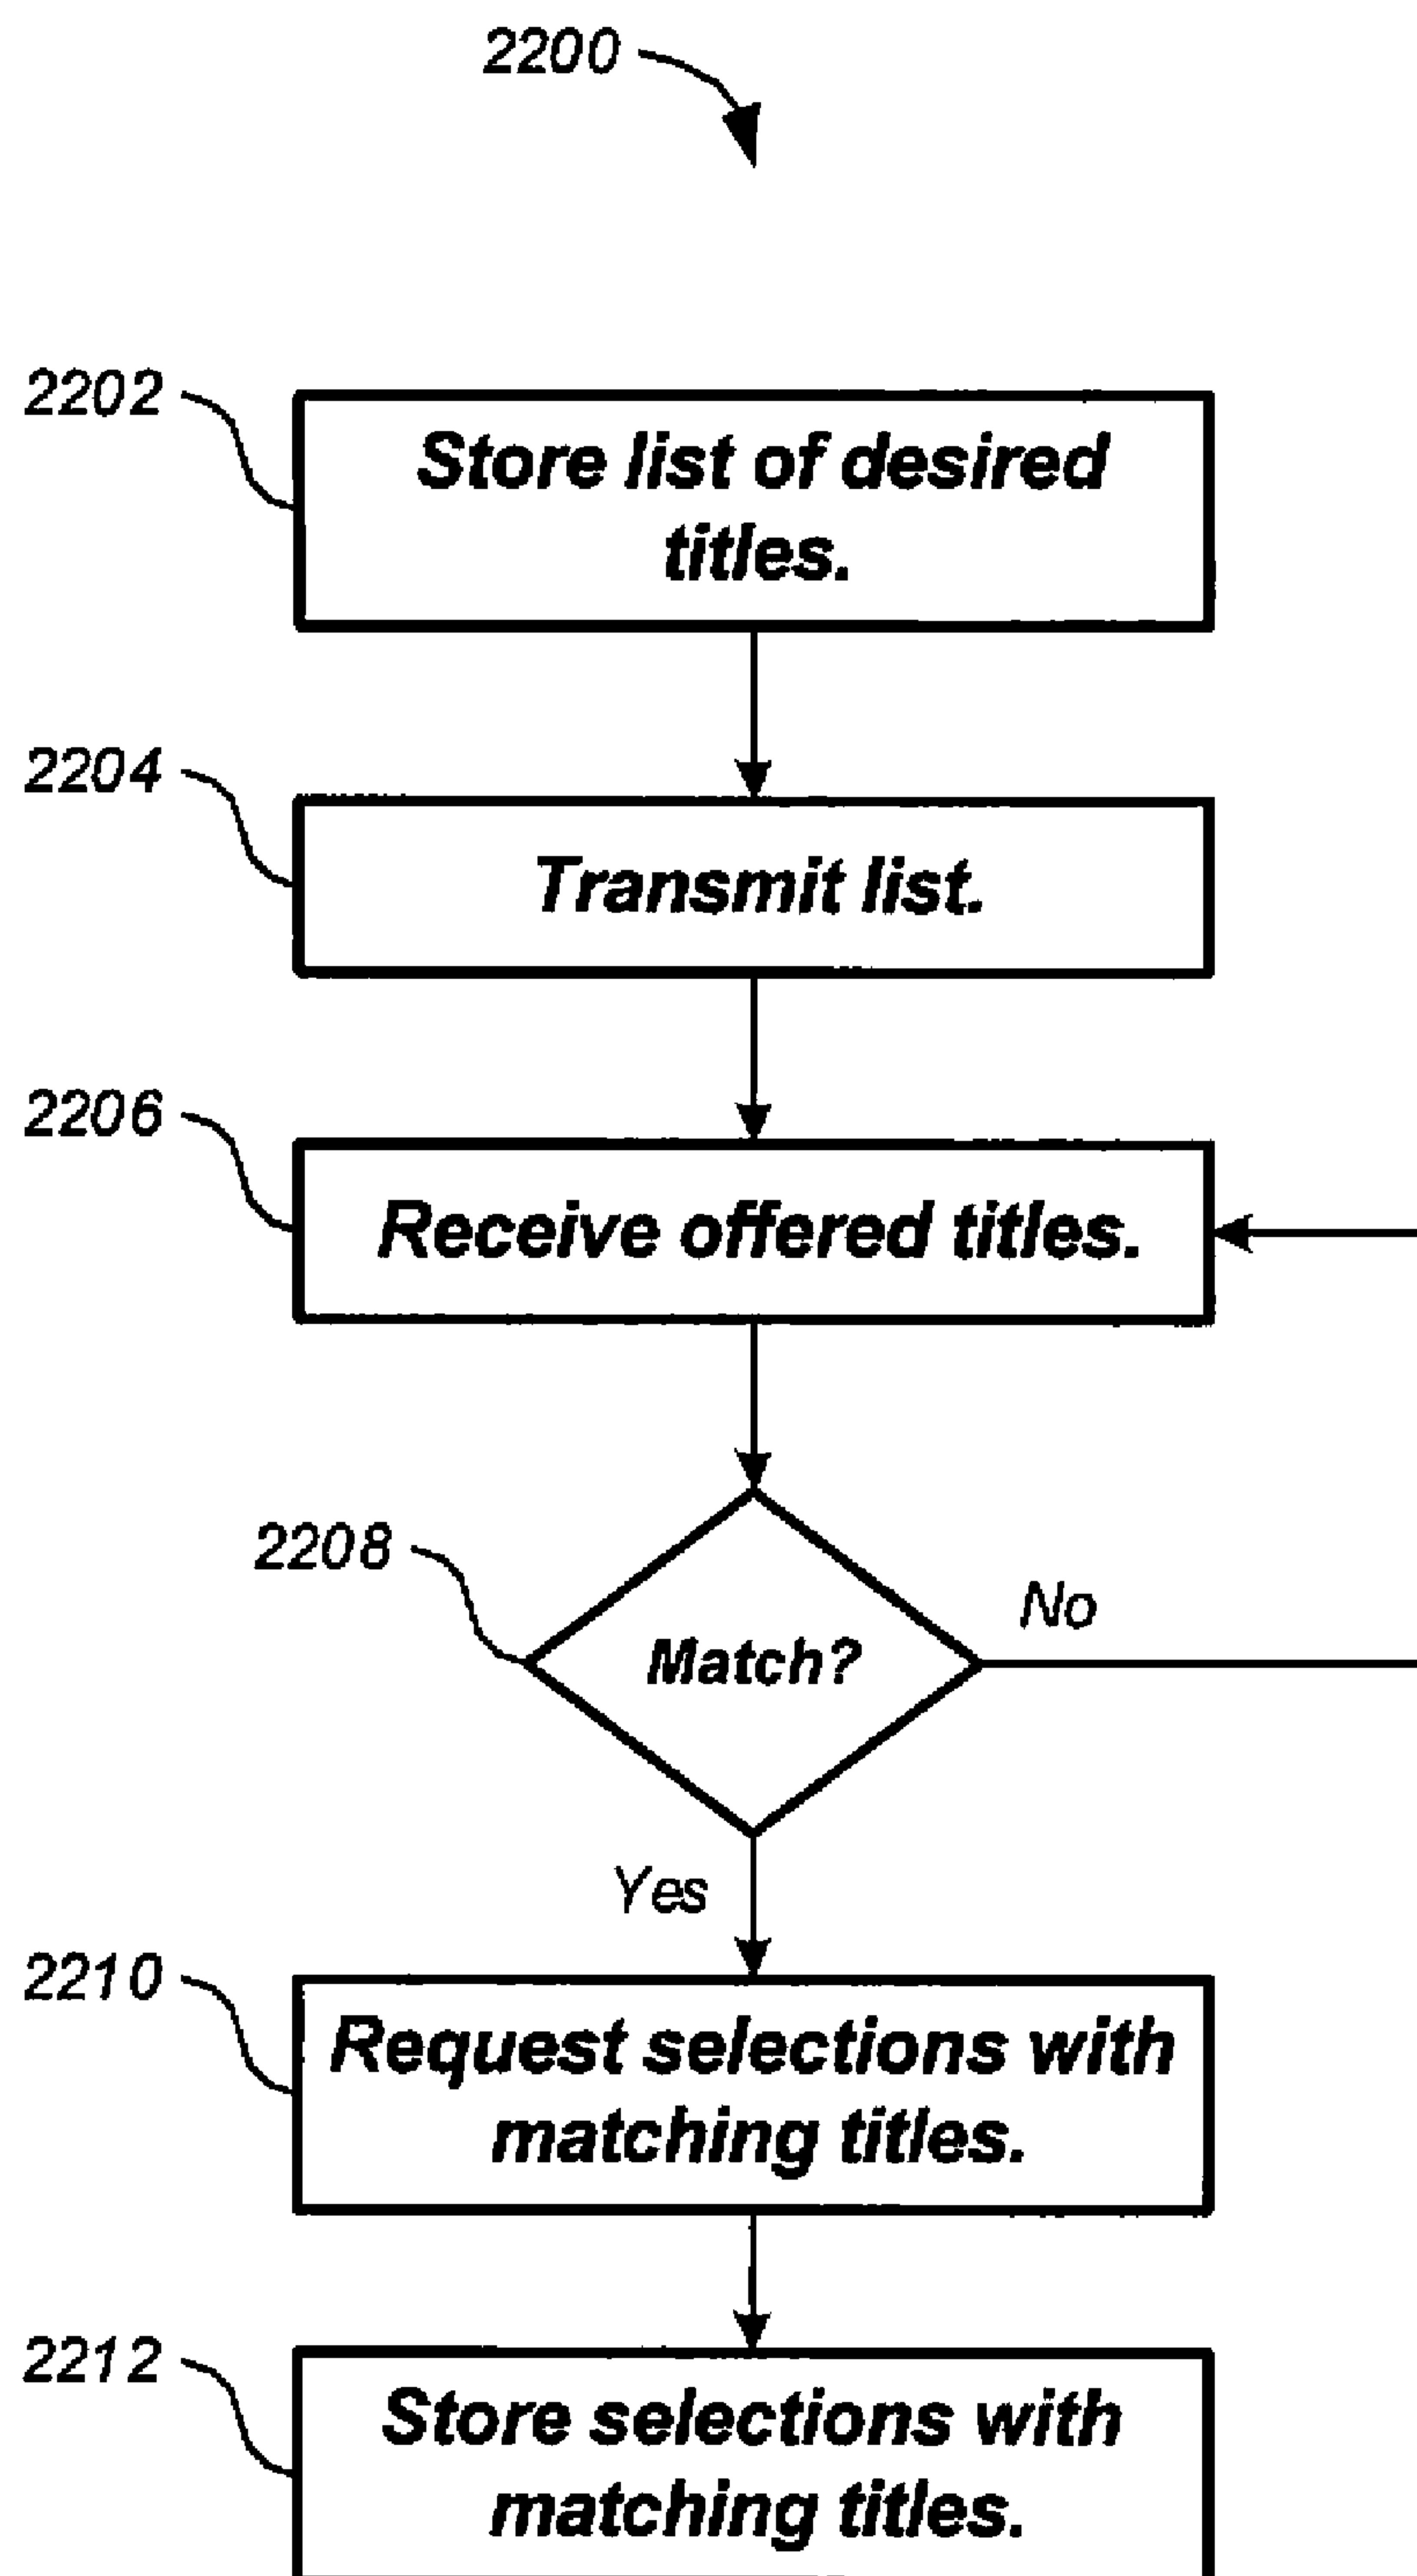 2200
2202
Store list of desired
titles.
2204
Transmit list.
2206
Receive offered titles.
2208
Match?
No
Yes
2210
Request selections with
matching titles.
2212
Store selections with
matching titles.